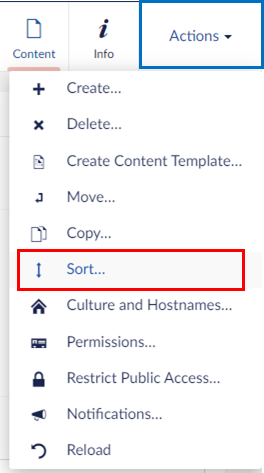 Content
Info
Actions
Create...
Delete...
Create Content Template...
Move...
Copy...
Sort...
Culture and Hostnames...
Permissions...
Restrict Public Access...
Notifications...
Reload